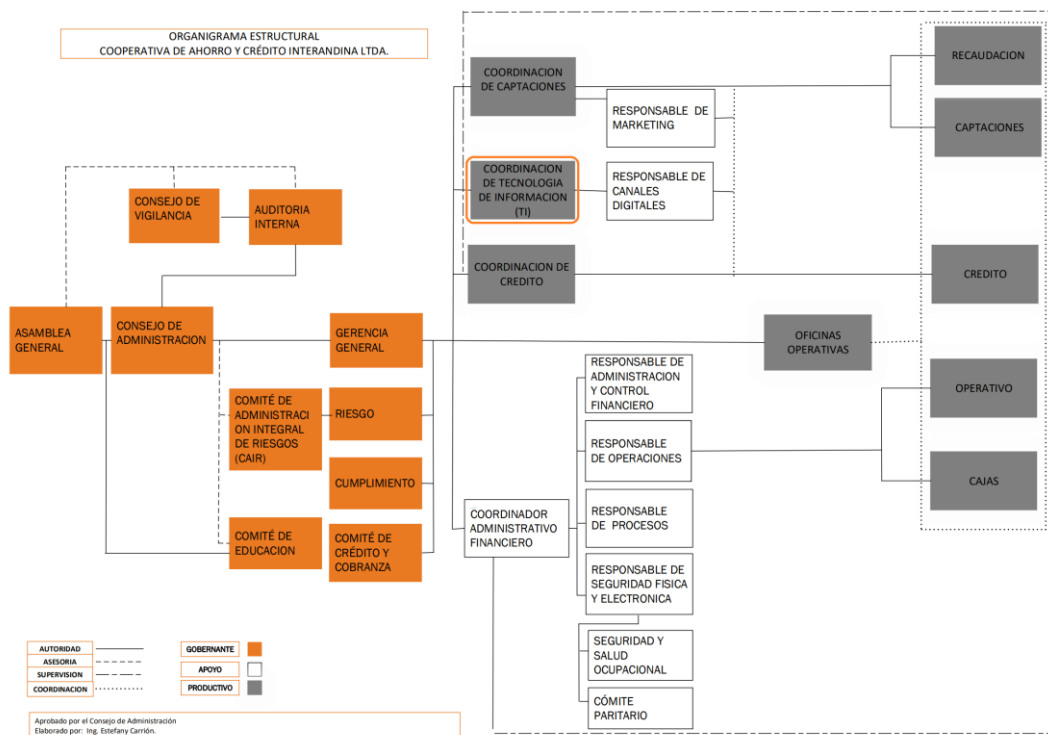 ORGANIGRAMA ESTRUCTURAL
COOPERATIVA DE AHORRO Y CRÉDITO INTERANDINA LTDA.
COORDINACION
DE CAPTACIONES
RESPONSABLE DE
MARKETING
RECAUDACION
CAPTACIONES
COORDINACION
DE TECNOLOGIA
DE INFORMACION
(TI)
RESPONSABLE DE
CANALES
DIGITALES
CONSEJO DE
VIGILANCIA
AUDITORIA
INTERNA
COORDINACION DE
CREDITO
CREDITO
ASAMBLEA
GENERAL
CONSEJO DE
ADMINISTRACION
GERENCIA
GENERAL
OFICINAS
OPERATIVAS
RESPONSABLE DE
ADMINISTRACION
Y CONTROL
FINANCIERO
OPERATIVO
COMITÉ DE
ADMINISTRACI
ON INTEGRAL
DE RIESGOS
(CAIR)
RIESGO
RESPONSABLE
DE OPERACIONES
CUMPLIMIENTO
CAJAS
COORDINADOR
ADMINISTRATIVO
FINANCIERO
RESPONSABLE
DE PROCESOS
COMITÉ DE
EDUCACION
COMITÉ DE
CRÉDITO Y
COBRANZA
RESPONSABLE DE
SEGURIDAD FISICA
Y ELECTRONICA
SEGURIDAD Y
SALUD
OCUPACIONAL
CÓMITE
PARITARIO
AUTORIDAD
ASESORIA
SUPERVISION
COORDINACION
GOBERNANTE
APOYO
PRODUCTIVO
Aprobado por el Consejo de Administración
Elaborado por: Ing. Estefany Carrión.